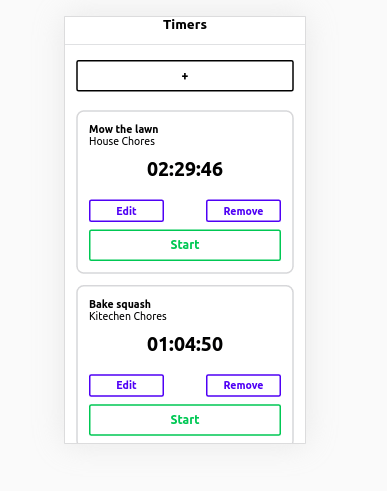 Timers
+
Mow the lawn
House Chores
02:29:46
Edit Remove
Start
Bake squash
Kitechen Chores
01:04:50
Edit Remove
Start